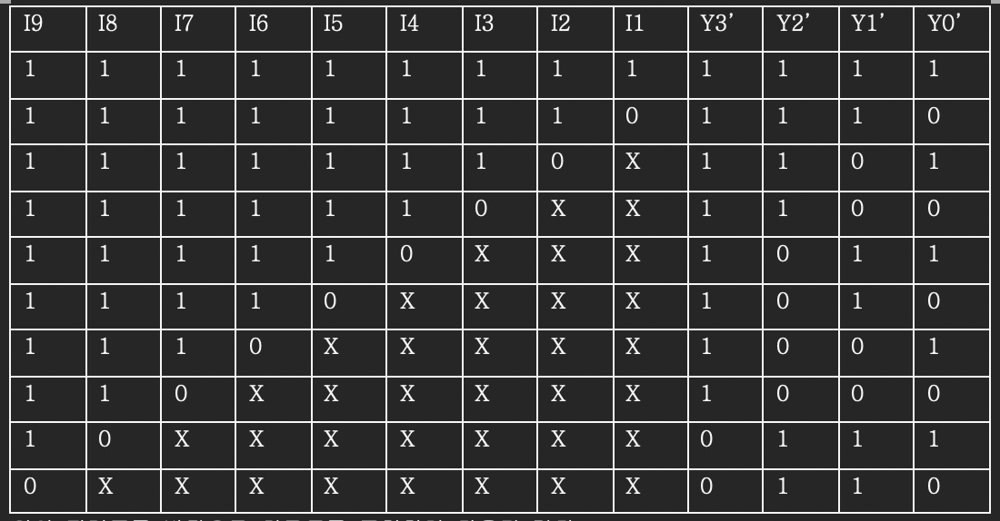 I9 I8 I7 I6 I5 I4 I3 I2 I1 Y3’ Y2’ Y1’ Y0’
1 1 1 1 1 1 1 1 1 1 1 1 1
1 1 1 1 1 1 1 1 0 1 1 1 0
1 1 1 1 1 1 1 0 X 1 1 0 1
1 1 1 1 1 1 0 X X 1 1 0 0
1 1 1 1 1 0 X X X 1 0 1 1
1 1 1 1 0 X X X X 1 0 1 0
1 1 1 0 X X X X X 1 0 0 1
1 1 0 X X X X X X 1 0 0 0
1 0 X X X X X X X 0 1 1 1
0 X X X X X X X X 0 1 1 0